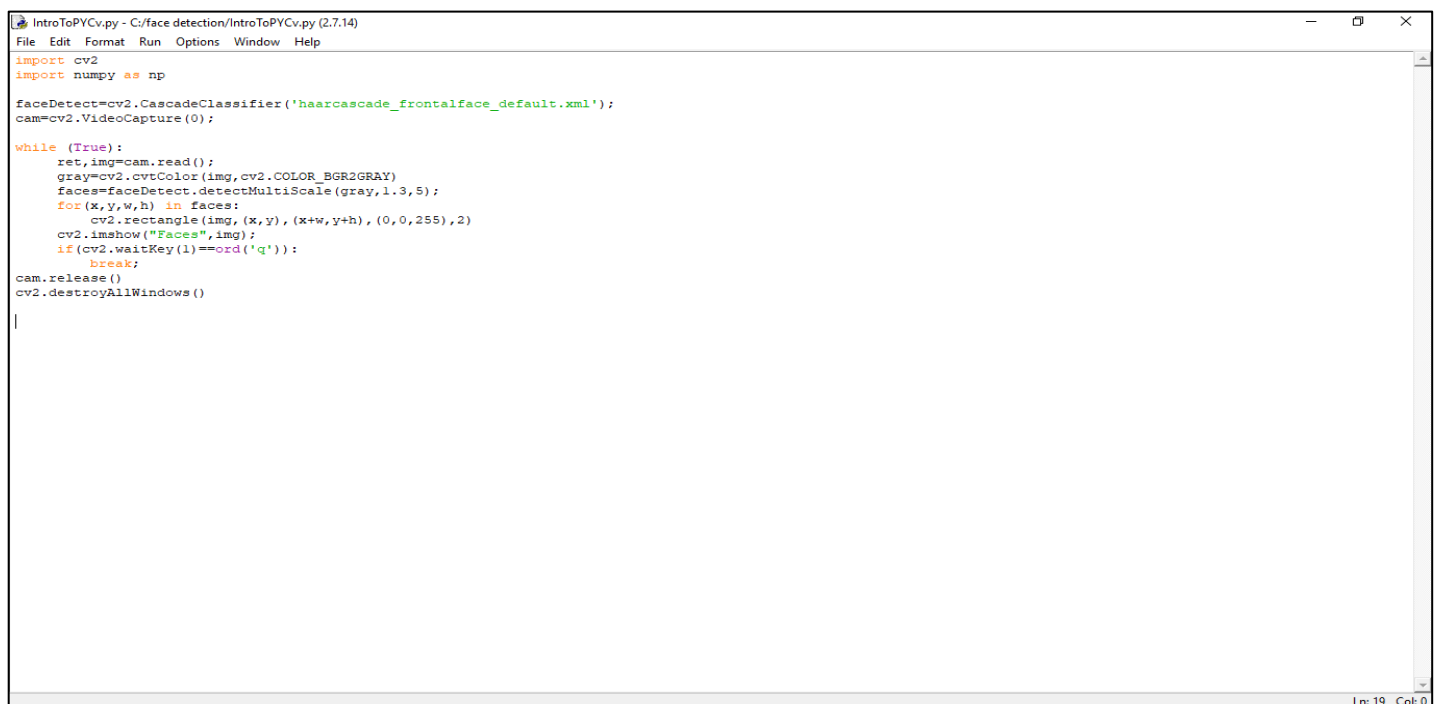 IntroToPYCv.py - C:/face detection/IntroToPYCv.py (2.7.14)
File Edit Format Run Options Window Help
import cv2
import numpy as np

faceDetect=cv2.CascadeClassifier('haarcascade_frontalface_default.xml');
cam=cv2.VideoCapture(0);

while (True):
     ret,img=cam.read();
     gray=cv2.cvtColor(img,cv2.COLOR_BGR2GRAY)
     faces=faceDetect.detectMultiScale(gray,1.3,5);
     for(x,y,w,h) in faces:
         cv2.rectangle(img,(x,y),(x+w,y+h),(0,0,255),2)
     cv2.imshow("Faces",img);
     if(cv2.waitKey(1)==ord('q')):
         break;
cam.release()
cv2.destroyAllWindows()
Ln: 19 Col: 0